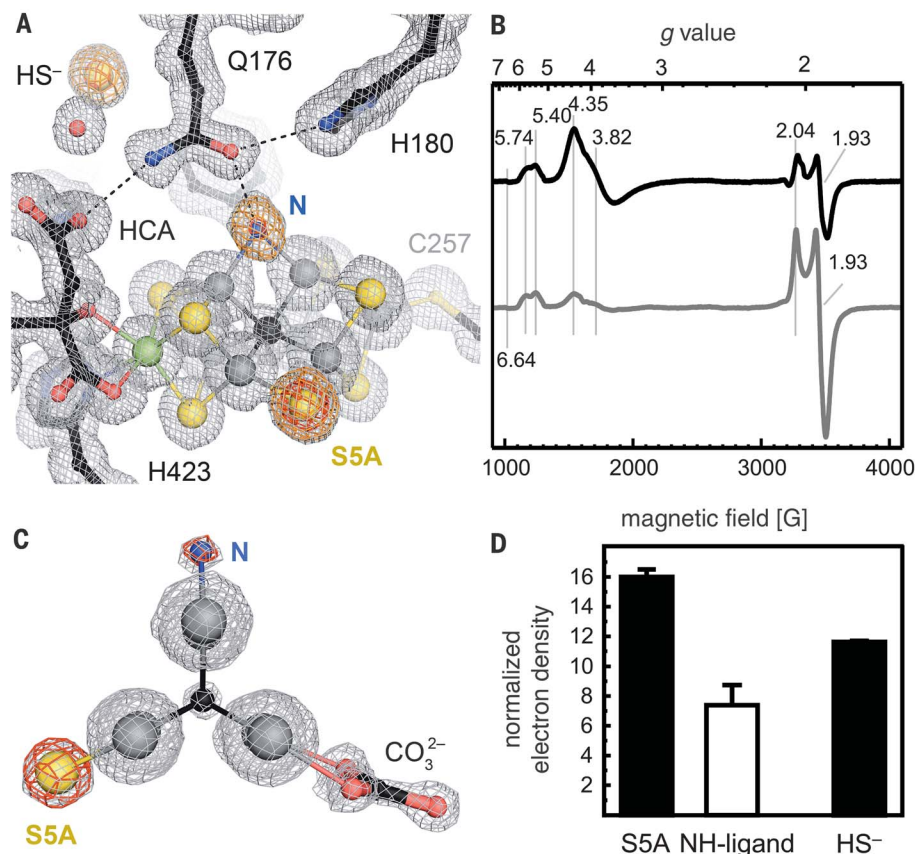 A
HS⁻
Q176
H180
N
HCA
C257
S5A
H423
B
g value
7 6 5 4 3 2
5.74
5.40
4.35
3.82
2.04
1.93
1.93
6.64
1000 2000 3000 4000
magnetic field [G]
C
N
CO₃²⁻
S5A
D
normalized
electron density
16
14
12
10
8
6
4
2
S5A NH-ligand HS⁻